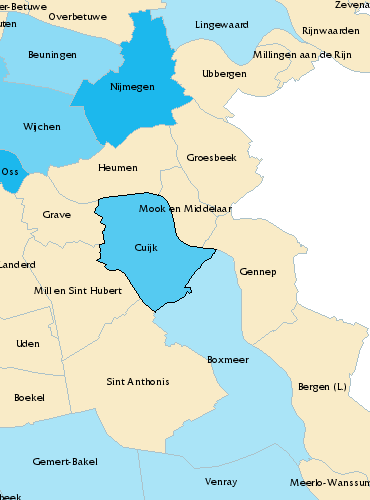 er-Betuwe
Zevena
Overbetuwe
Lingewaard
uten
Rijnwaarden
Beuningen
Millingen aan de Rijn
Ubbergen
Nijmegen
Wijchen
Groesbeek
Heumen
Oss
Mook en Middelaar
Grave
Cuijk
Landerd
Gennep
Mill en Sint Hubert
Uden
Boxmeer
Sint Anthonis
Bergen (L.)
Boekel
Gemert-Bakel
Venray
Meerlo-Wanssum
beek